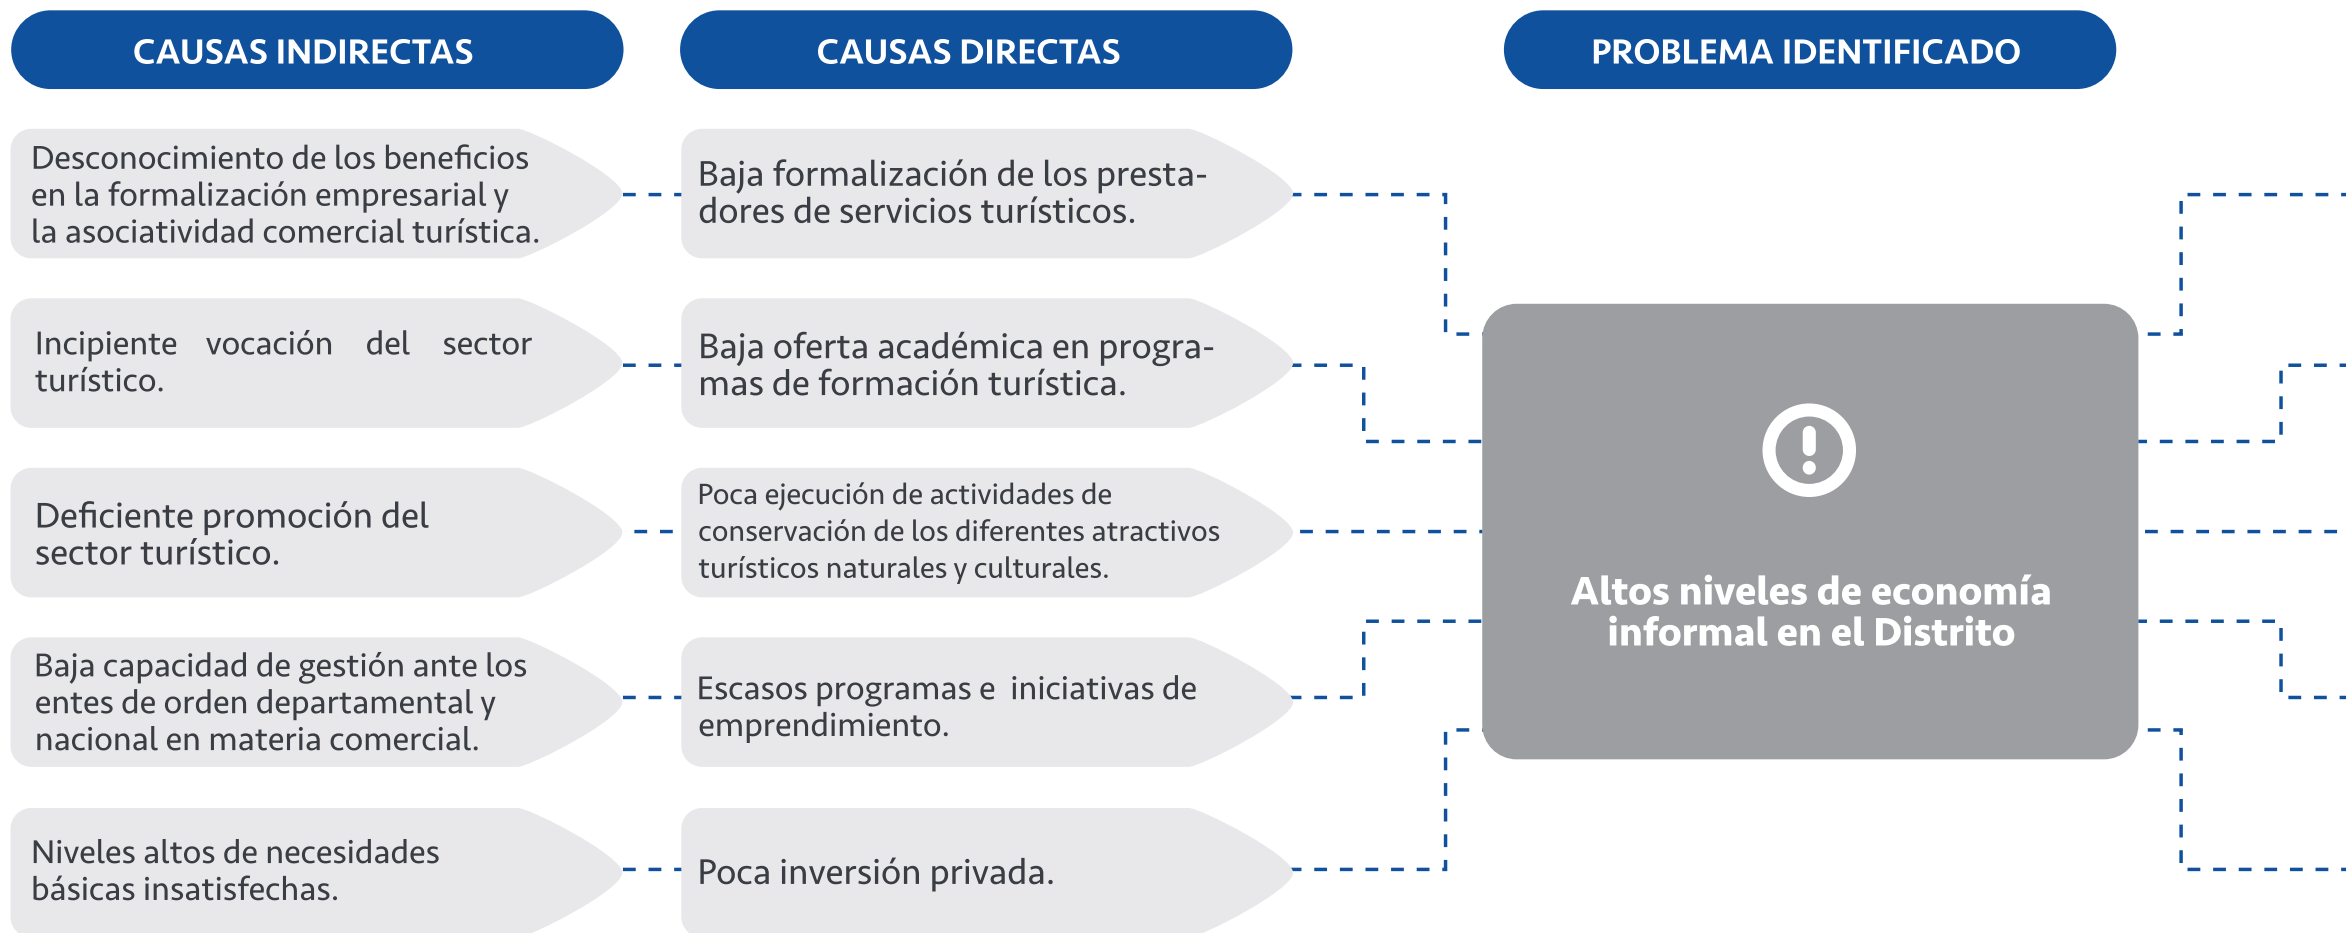 CAUSAS INDIRECTAS
CAUSAS DIRECTAS
PROBLEMA IDENTIFICADO
Desconocimiento de los beneficios
en la formalización empresarial y
la asociatividad comercial turística.
Baja formalización de los presta-
dores de servicios turísticos.
Incipiente vocación del sector
turístico.
Baja oferta académica en progra-
mas de formación turística.
Deficiente promoción del
sector turístico.
Poca ejecución de actividades de
conservación de los diferentes atractivos
turísticos naturales y culturales.
Baja capacidad de gestión ante los
entes de orden departamental y
nacional en materia comercial.
Escasos programas e iniciativas de
emprendimiento.
Niveles altos de necesidades
básicas insatisfechas.
Poca inversión privada.
Altos niveles de economía
informal en el Distrito